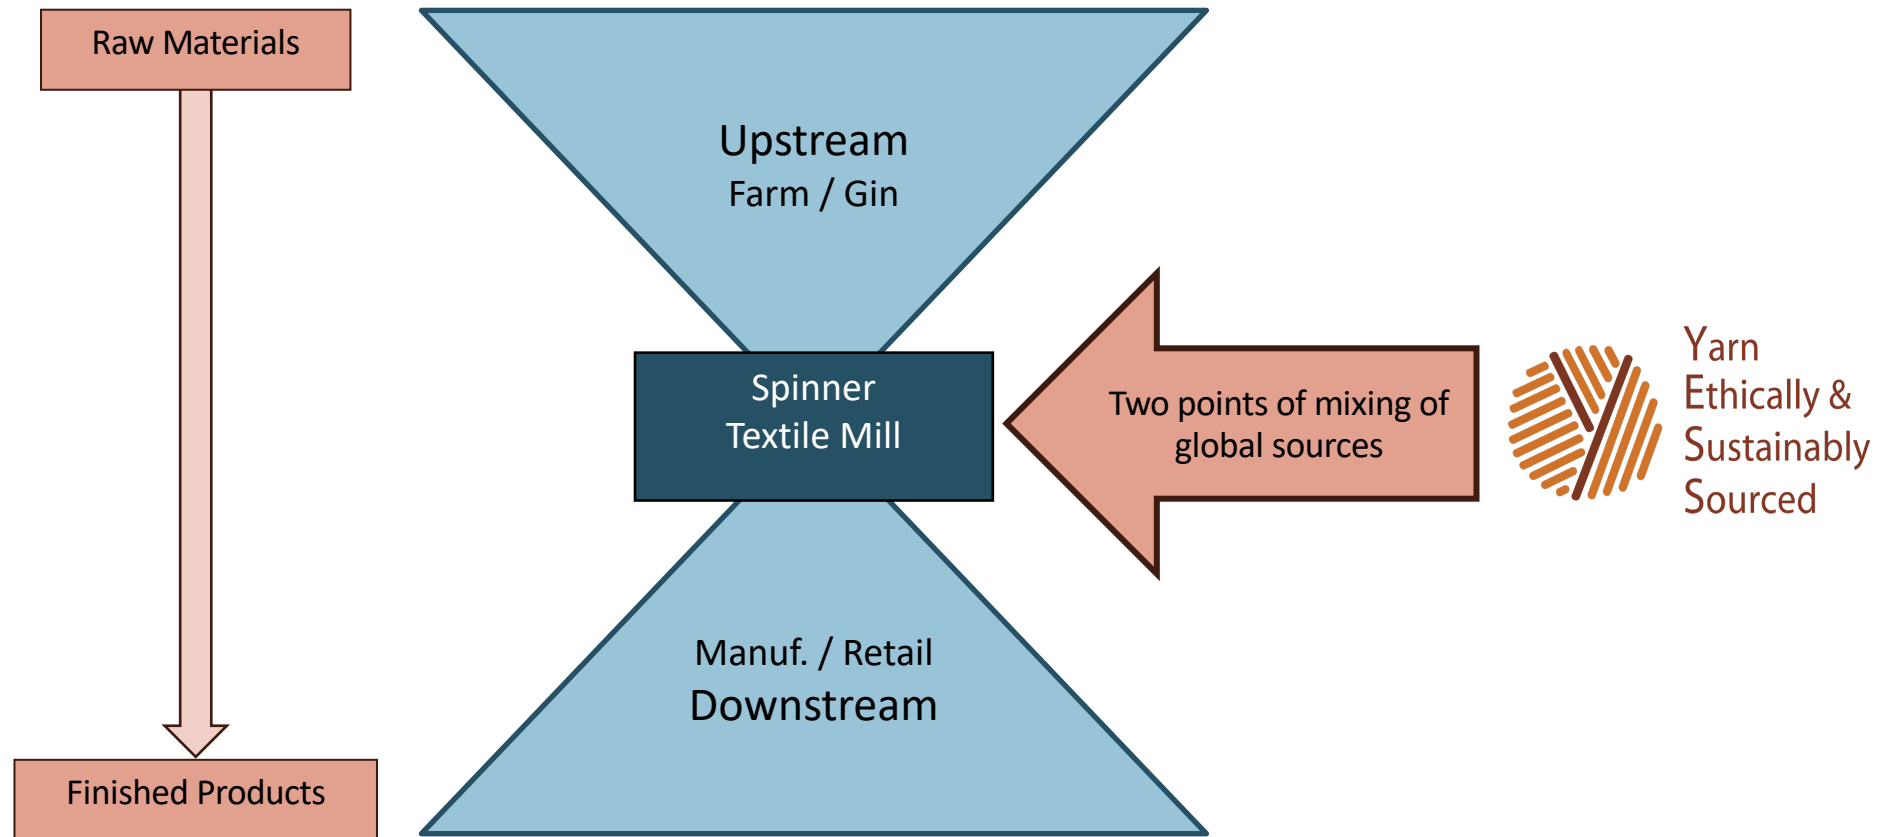 Raw Materials
Upstream
Farm / Gin
Spinner
Textile Mill
Two points of mixing of
global sources
Yarn
Ethically &
Sustainably
Sourced
Manuf. / Retail
Downstream
Finished Products